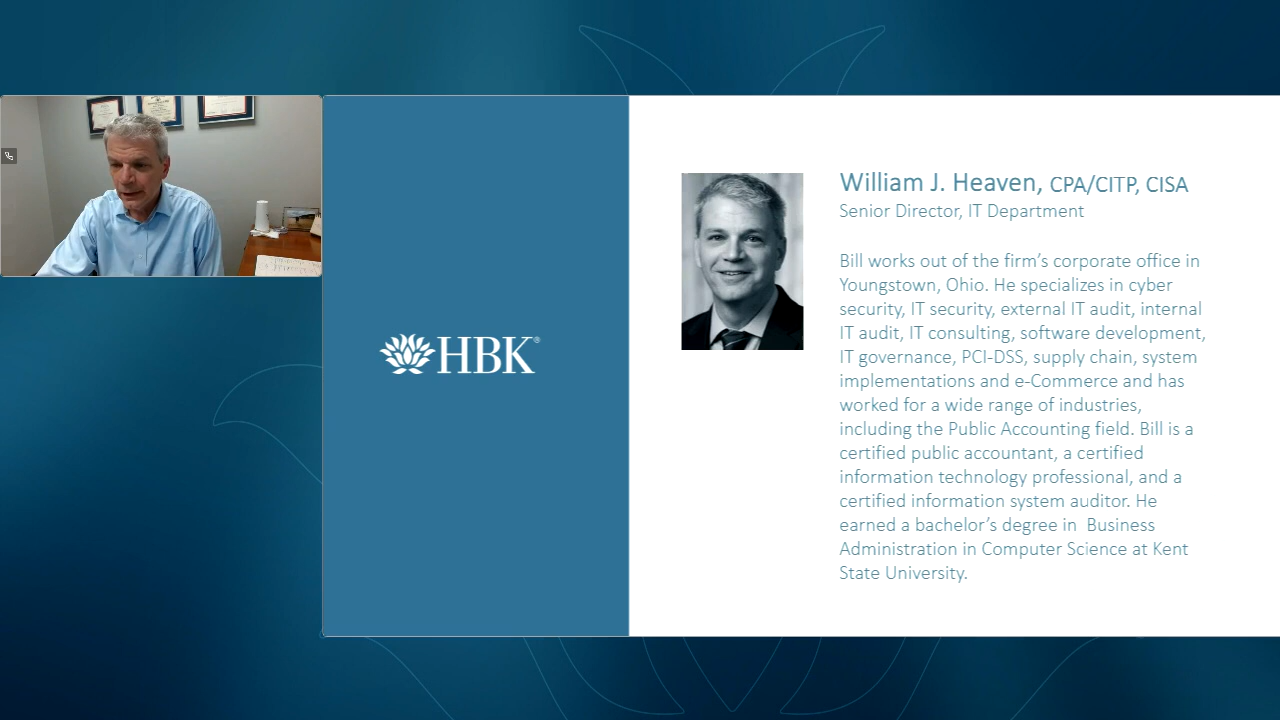 HBK®
William J. Heaven, CPA/CITP, CISA
Senior Director, IT Department
Bill works out of the firm’s corporate office in
Youngstown, Ohio. He specializes in cyber
security, IT security, external IT audit, internal
IT audit, IT consulting, software development,
IT governance, PCI-DSS, supply chain, system
implementations and e-Commerce and has
worked for a wide range of industries,
including the Public Accounting field. Bill is a
certified public accountant, a certified
information technology professional, and a
certified information system auditor. He
earned a bachelor’s degree in  Business
Administration in Computer Science at Kent
State University.